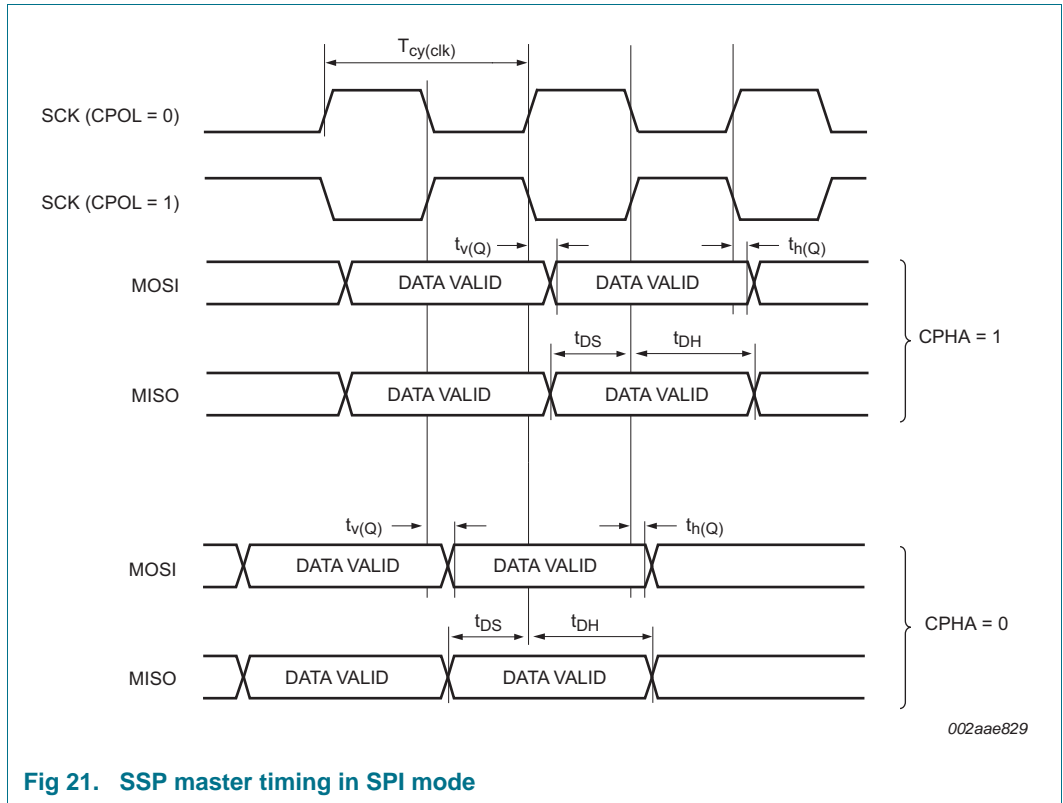 Tcy(clk)
SCK (CPOL = 0)
SCK (CPOL = 1)
tv(Q)
th(Q)
MOSI
DATA VALID
DATA VALID
tDS
tDH
CPHA = 1
MISO
DATA VALID
DATA VALID
tv(Q)
th(Q)
MOSI
DATA VALID
DATA VALID
tDS
tDH
CPHA = 0
MISO
DATA VALID
DATA VALID
002aae829
Fig 21. SSP master timing in SPI mode